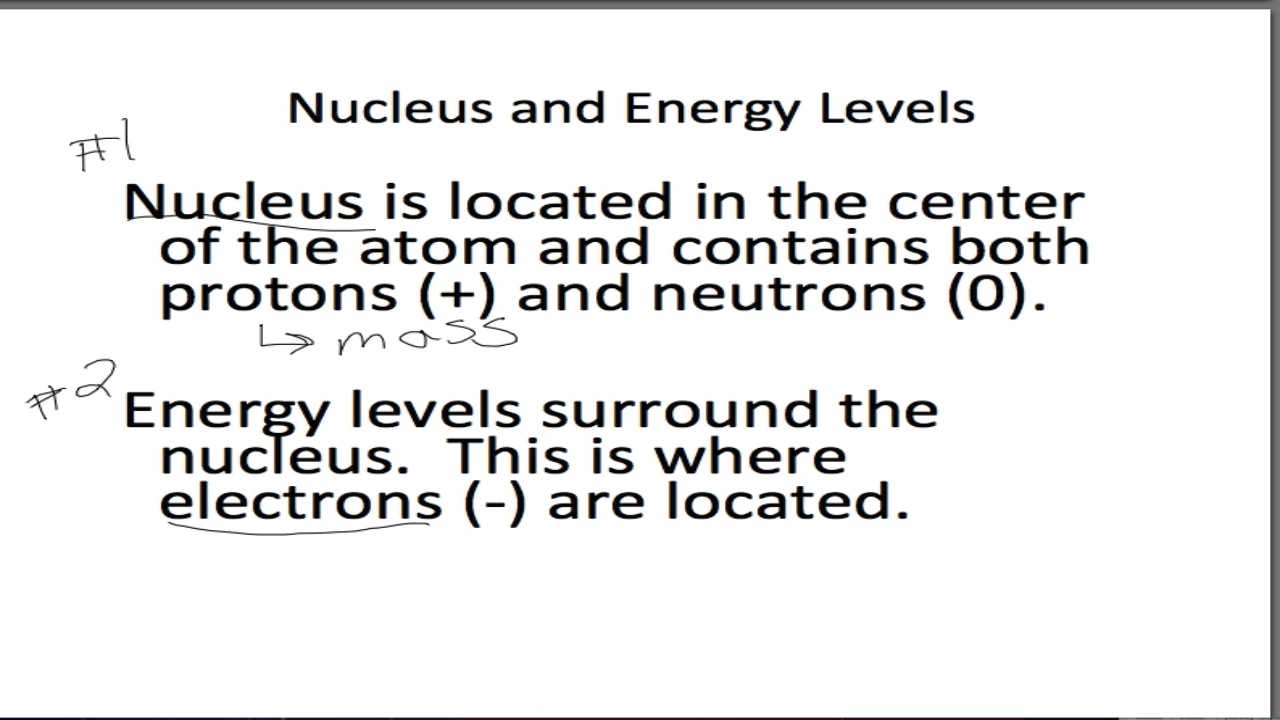 Nucleus and Energy Levels
#1
Nucleus is located in the center
of the atom and contains both
protons (+) and neutrons (0).
↳ mass
#2
Energy levels surround the
nucleus. This is where
electrons (-) are located.